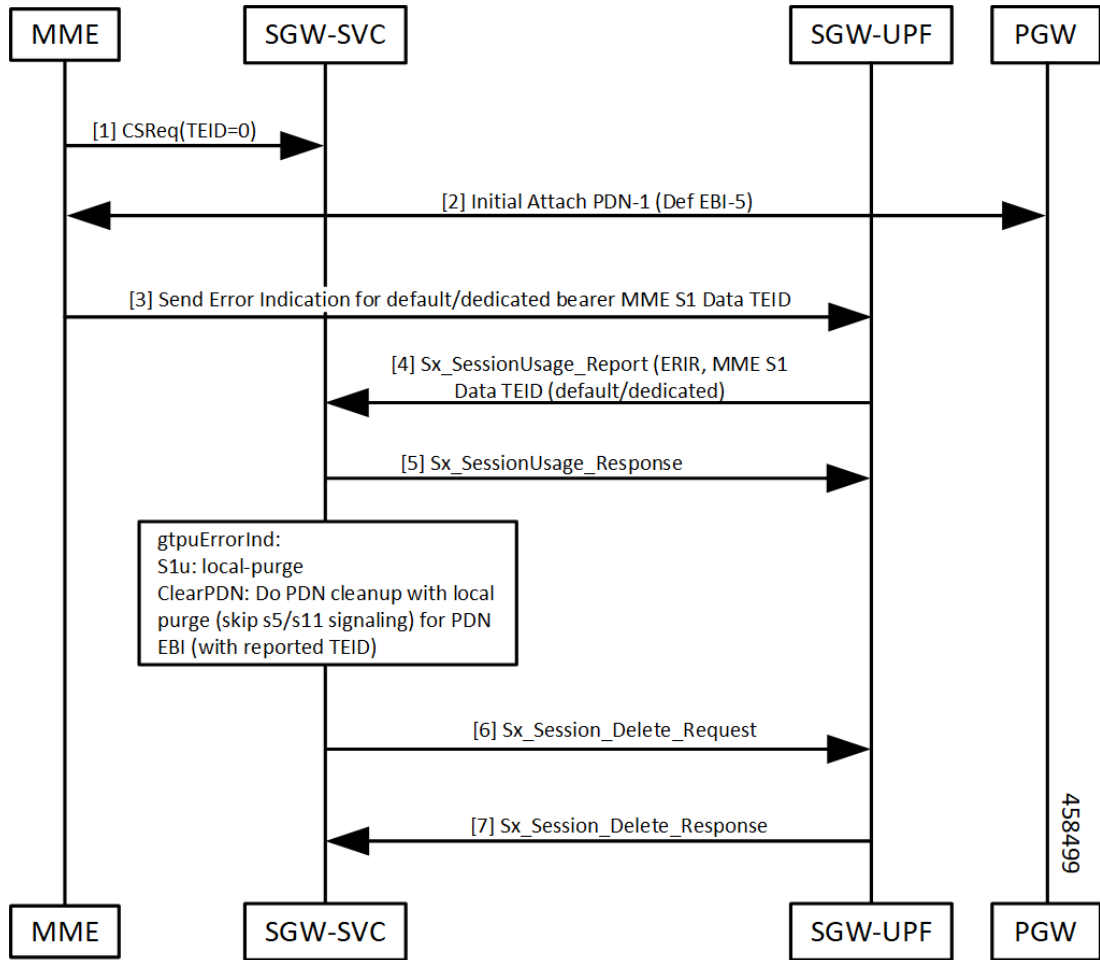 MME
SGW-SVC
SGW-UPF
PGW
[1] CSReq(TEID=0)
[2] Initial Attach PDN-1 (Def EBI-5)
[3] Send Error Indication for default/dedicated bearer MME S1 Data TEID
[4] Sx_SessionUsage_Report (ERIR, MME S1
Data TEID (default/dedicated)
[5] Sx_SessionUsage_Response
gtpuErrorInd:
S1u: local-purge
ClearPDN: Do PDN cleanup with local
purge (skip s5/s11 signaling) for PDN
EBI (with reported TEID)
[6] Sx_Session_Delete_Request
[7] Sx_Session_Delete_Response
458499
MME
SGW-SVC
SGW-UPF
PGW